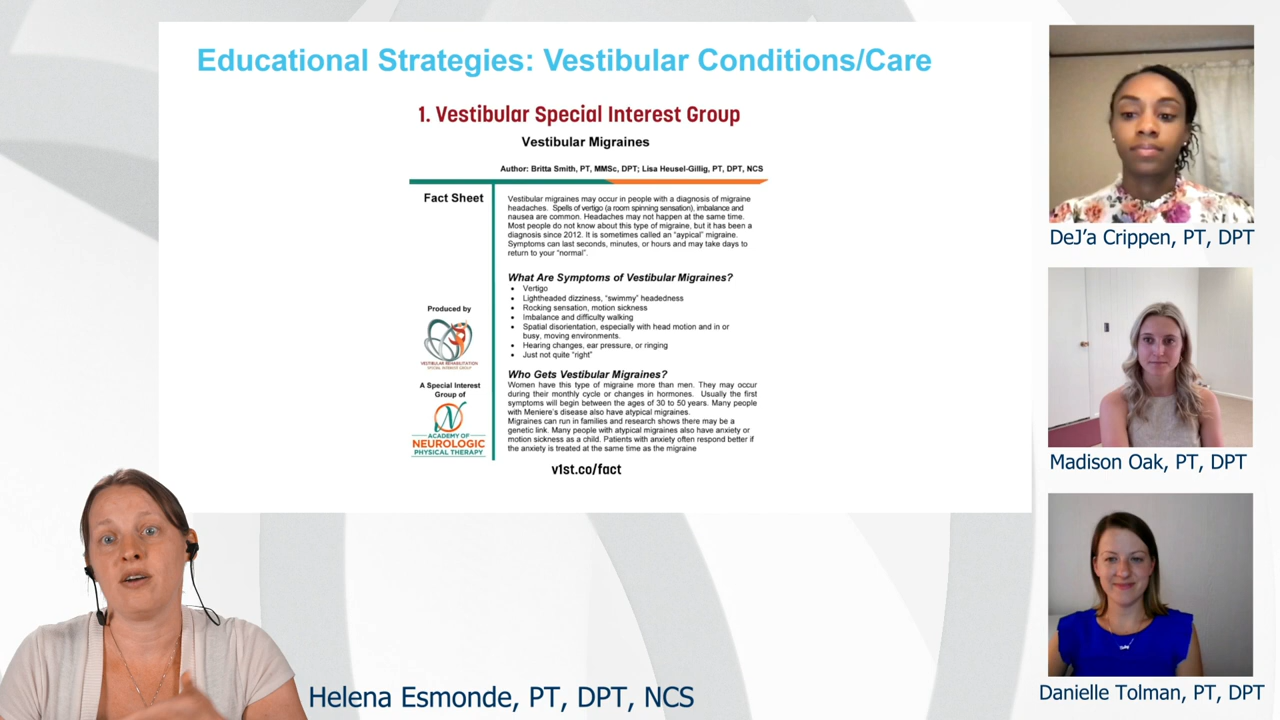 Educational Strategies: Vestibular Conditions/Care
1. Vestibular Special Interest Group
Vestibular Migraines
Author: Britta Smith, PT, MMSc, DPT; Lisa Heusel-Gillig, PT, DPT, NCS
Fact Sheet
Vestibular migraines may occur in people with a diagnosis of migraine
headaches. Spells of vertigo (a room spinning sensation), imbalance and
nausea are common. Headaches may not happen at the same time.
Most people do not know about this type of migraine, but it has been a
diagnosis since 2012. It is sometimes called an “atypical” migraine.
Symptoms can last seconds, minutes, or hours and may take days to
return to your “normal”.
What Are Symptoms of Vestibular Migraines?
• Vertigo
• Lightheaded dizziness, “swimmy” headedness
• Rocking sensation, motion sickness
• Imbalance and difficulty walking
• Spatial disorientation, especially with head motion and in or
busy, moving environments.
• Hearing changes, ear pressure, or ringing
• Just not quite “right”
Produced by
VESTIBULAR REHABILITATION
SPECIAL INTEREST GROUP
A Special Interest
Group of
N
ACADEMY OF
NEUROLOGIC
PHYSICAL THERAPY
Who Gets Vestibular Migraines?
Women have this type of migraine more than men. They may occur
during their monthly cycle or changes in hormones. Usually the first
symptoms will begin between the ages of 30 to 50 years. Many people
with Meniere's disease also have atypical migraines.
Migraines can run in families and research shows there may be a
genetic link. Many people with atypical migraines also have anxiety or
motion sickness as a child. Patients with anxiety often respond better if
the anxiety is treated at the same time as the migraine
v1st.co/fact
DeJ’a Crippen, PT, DPT
Madison Oak, PT, DPT
Danielle Tolman, PT, DPT
Helena Esmonde, PT, DPT, NCS